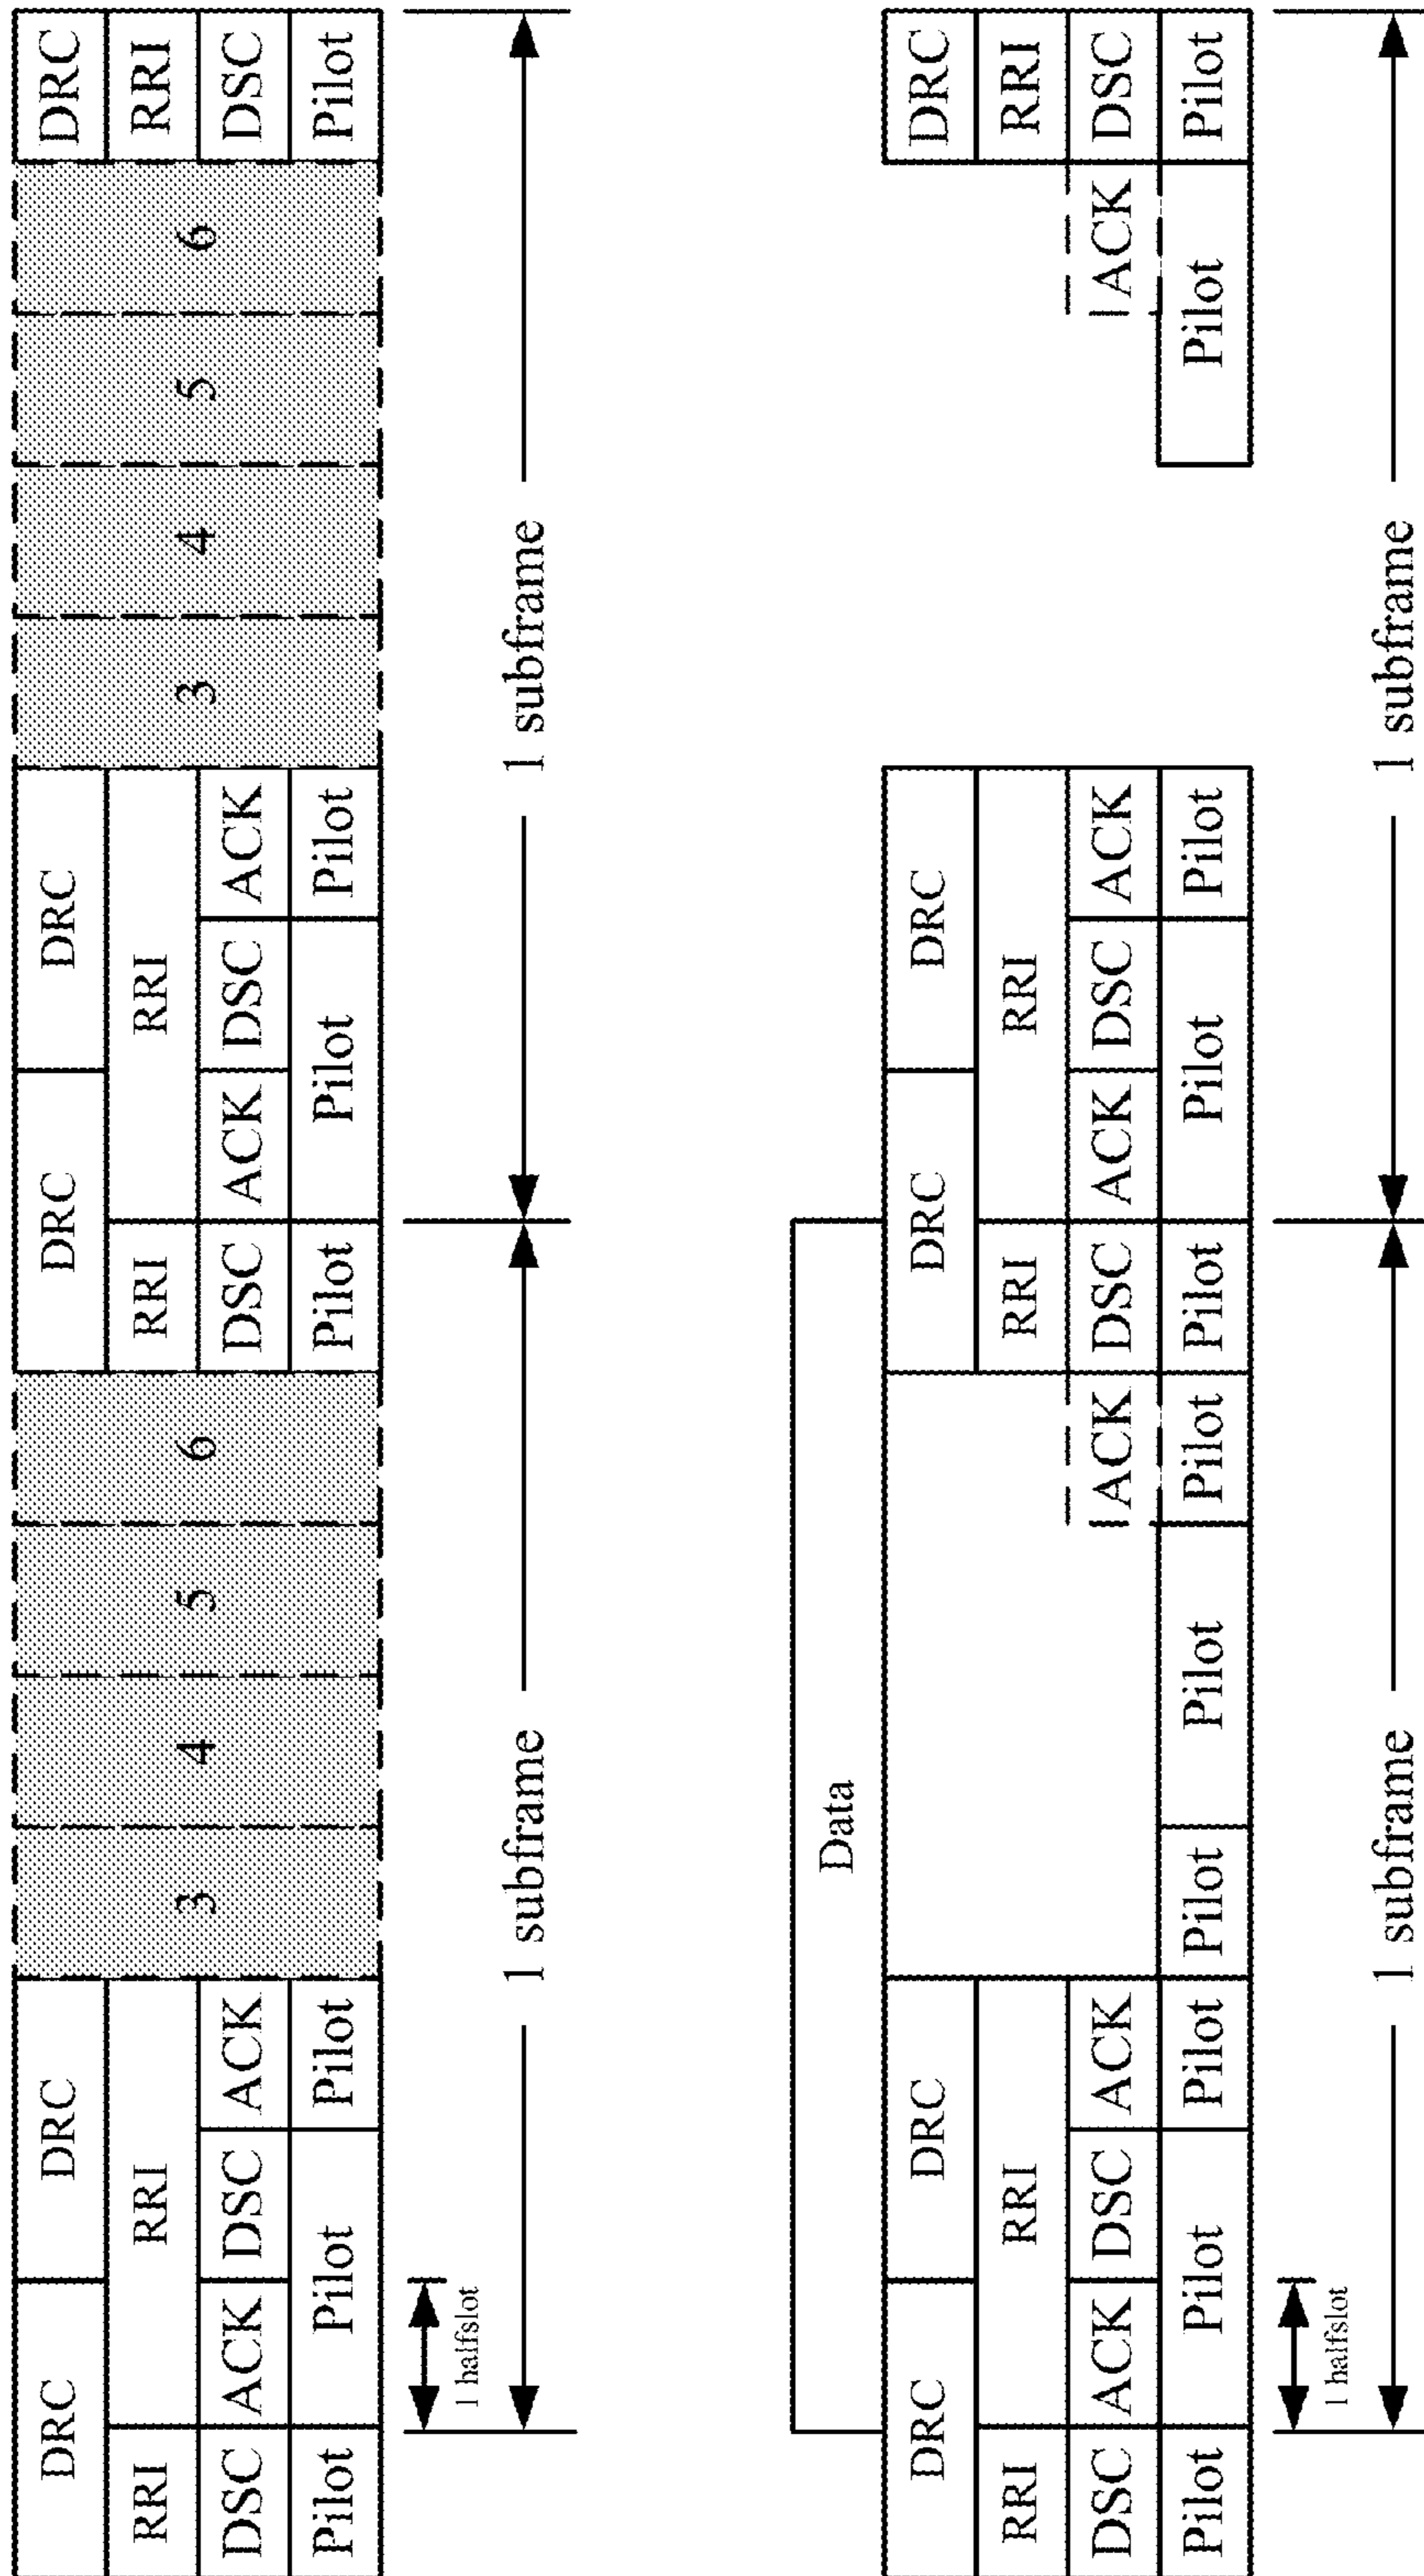 DRC DRC DRC DRC DRC
RRI RRI RRI RRI RRI
3 4 5 6 3 4 5 6
DSC ACK DSC ACK DSC ACK DSC ACK DSC
Pilot Pilot Pilot Pilot Pilot Pilot Pilot
1 halfslot
1 subframe 1 subframe
Data
DRC DRC DRC DRC DRC
RRI RRI RRI RRI RRI
DSC ACK DSC ACK ACK DSC ACK DSC ACK ACK DSC
Pilot Pilot Pilot Pilot Pilot Pilot Pilot Pilot Pilot Pilot Pilot
1 halfslot
1 subframe 1 subframe